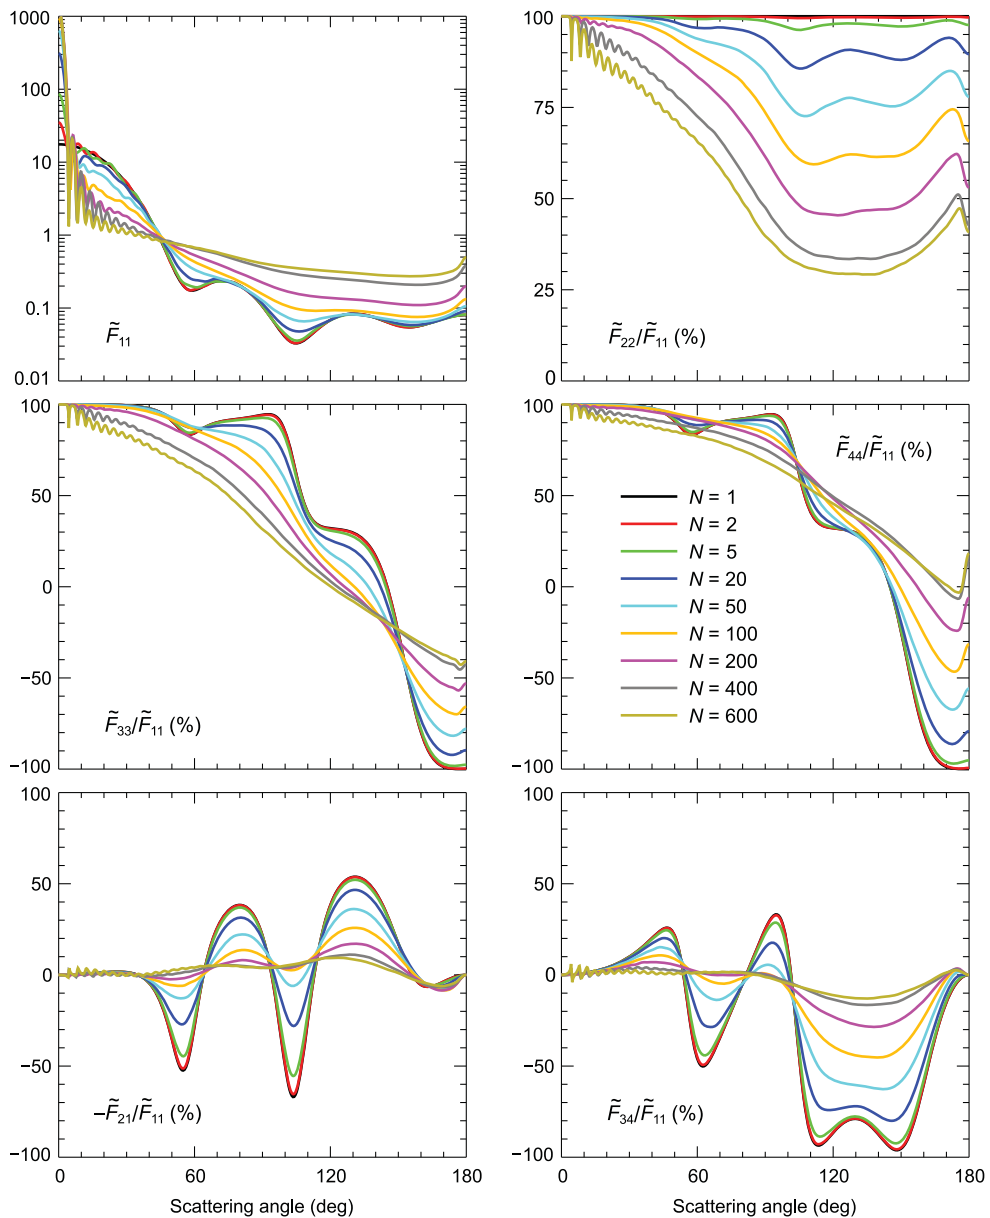 1000
100
10
1
0.1
0.01
F̃₁₁
100
75
50
25
0
F̃₂₂/F̃₁₁ (%)
100
50
0
−50
−100
F̃₃₃/F̃₁₁ (%)
100
50
0
−50
−100
F̃₄₄/F̃₁₁ (%)
N = 1
N = 2
N = 5
N = 20
N = 50
N = 100
N = 200
N = 400
N = 600
100
50
0
−50
−100
−F̃₂₁/F̃₁₁ (%)
0 60 120 180
Scattering angle (deg)
100
50
0
−50
−100
F̃₃₄/F̃₁₁ (%)
0 60 120 180
Scattering angle (deg)